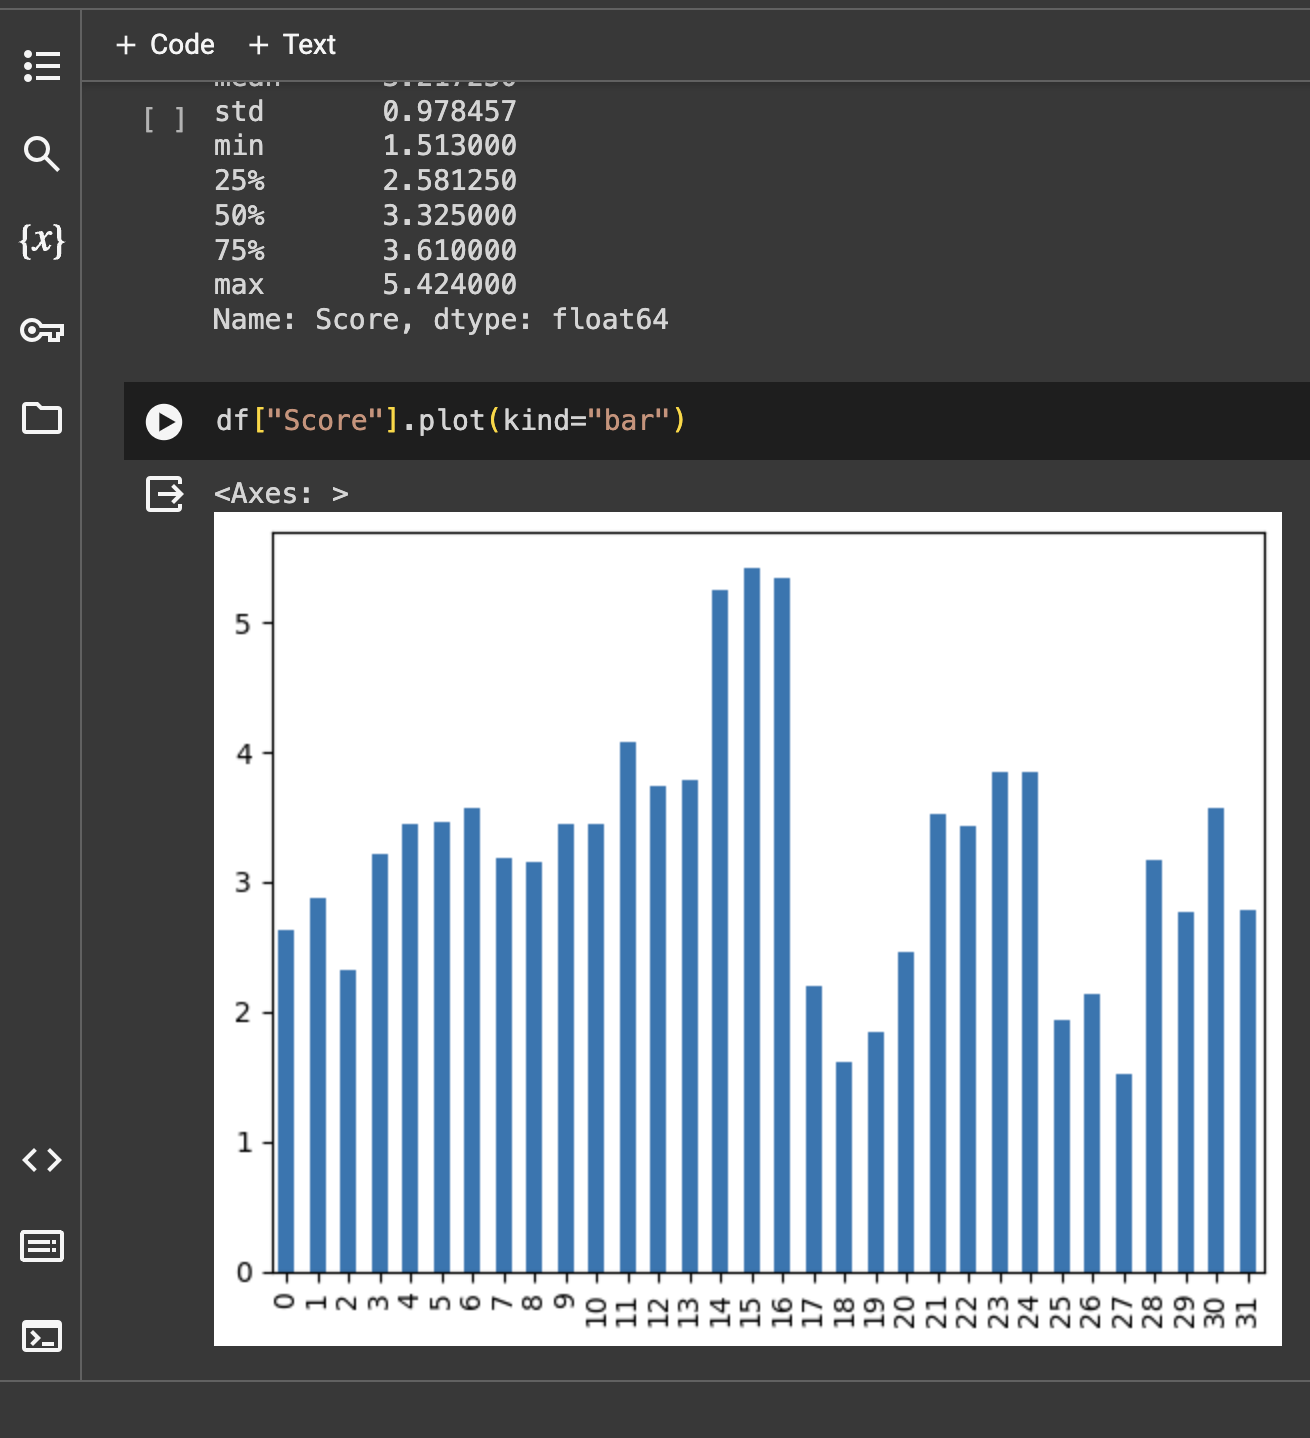 + Code + Text
mean 3.217250
[ ] std 0.978457
min 1.513000
25% 2.581250
50% 3.325000
75% 3.610000
max 5.424000
Name: Score, dtype: float64
df["Score"].plot(kind="bar")
<Axes: >
5
4
3
2
1
0
0 1 2 3 4 5 6 7 8 9 10 11 12 13 14 15 16 17 18 19 20 21 22 23 24 25 26 27 28 29 30 31
{x}